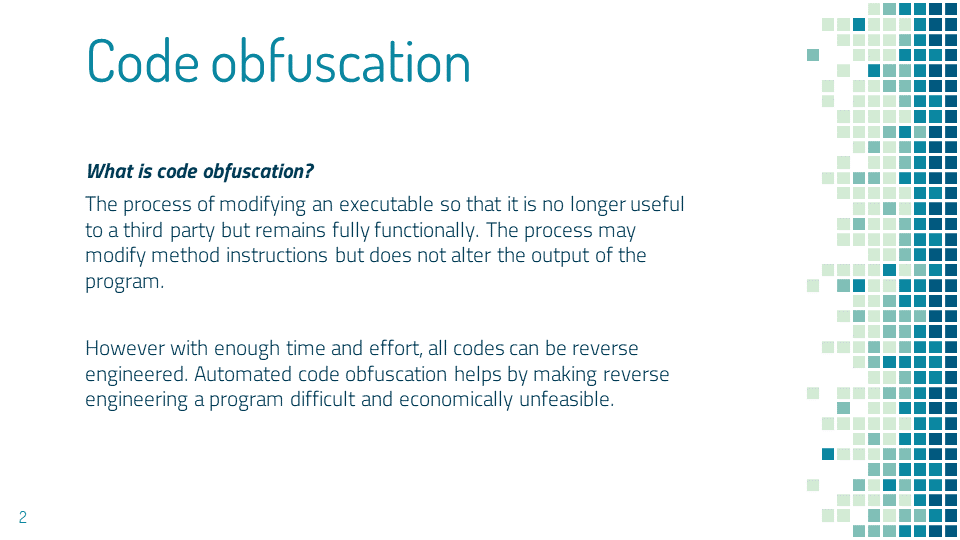 Code obfuscation
What is code obfuscation?
The process of modifying an executable so that it is no longer useful
to a third party but remains fully functionally. The process may
modify method instructions but does not alter the output of the
program.
However with enough time and effort, all codes can be reverse
engineered. Automated code obfuscation helps by making reverse
engineering a program difficult and economically unfeasible.
2